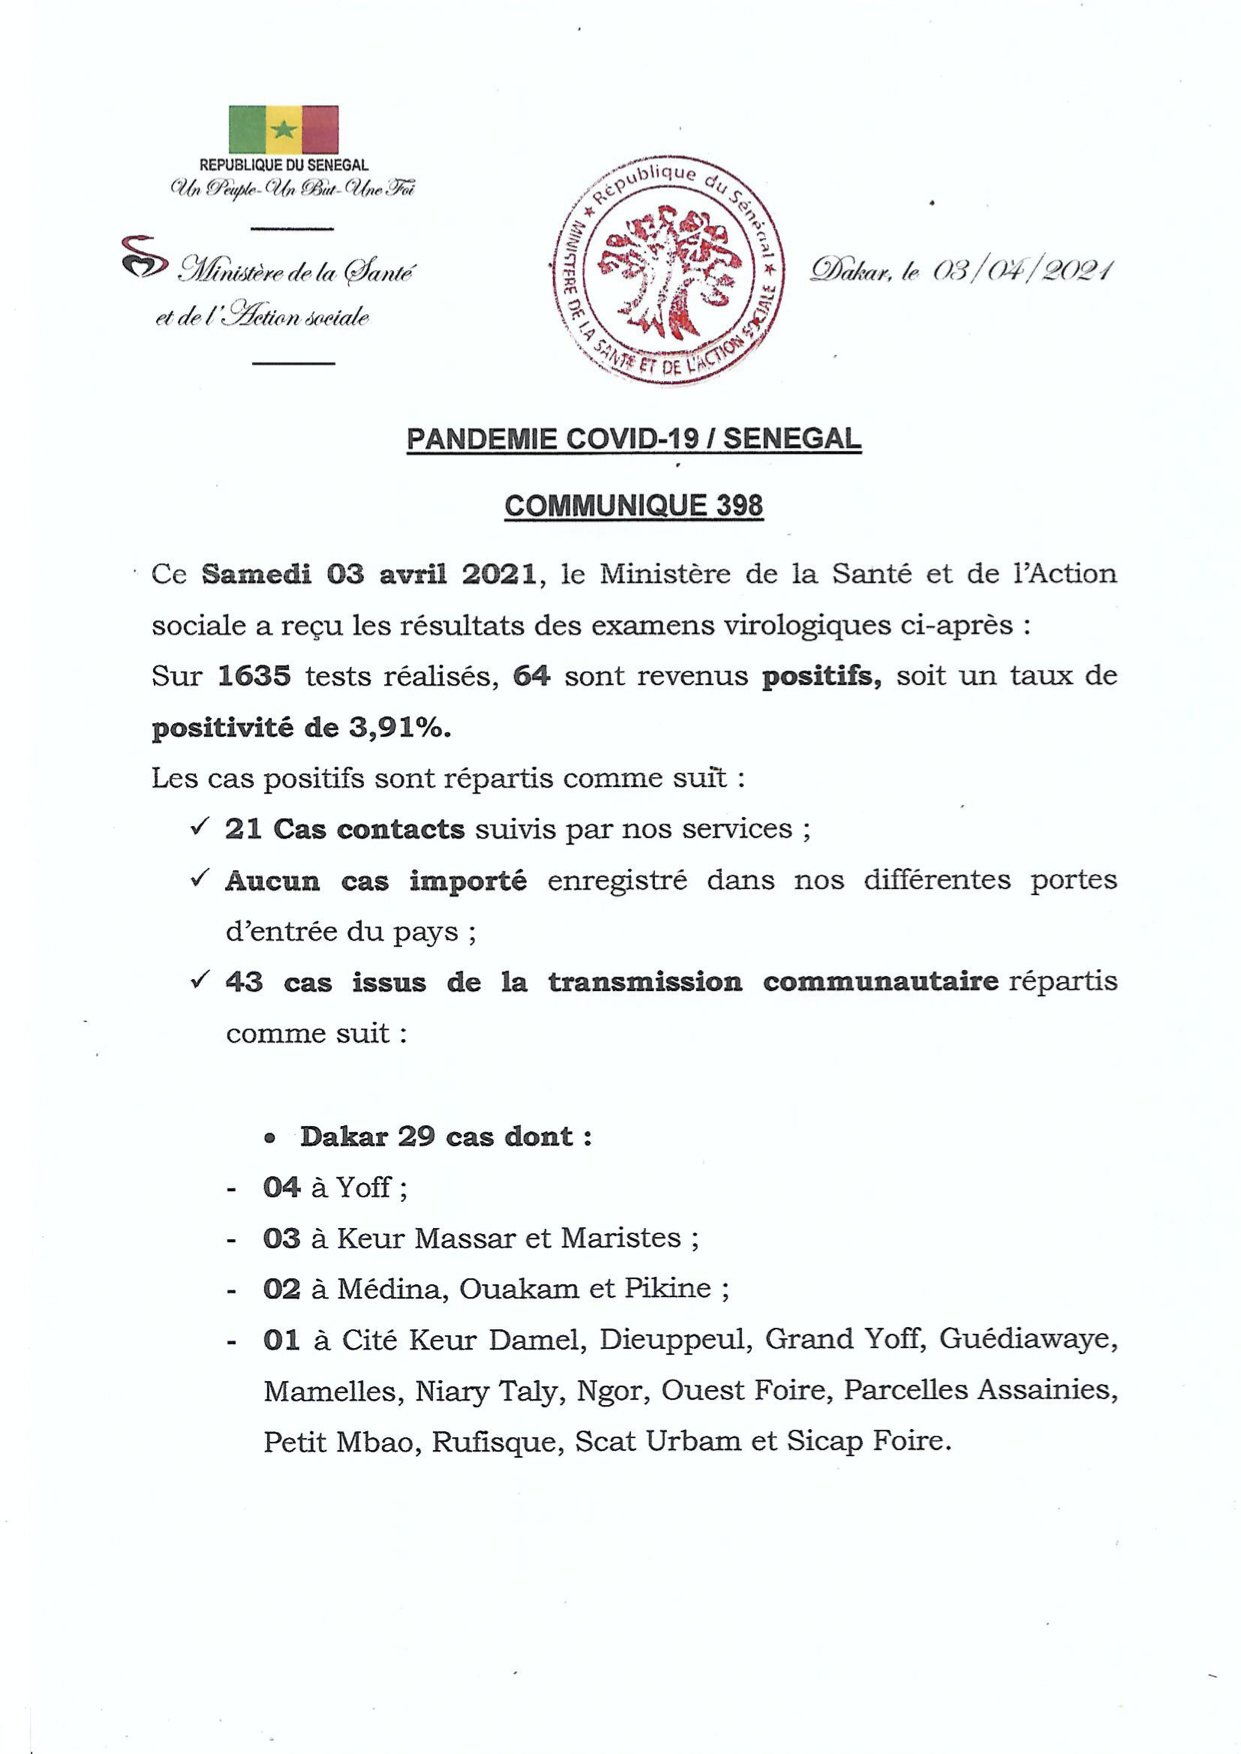 REPUBLIQUE DU SENEGAL
Un Peuple-Un But-Une Foi
Ministère de la Santé
et de l'Action sociale
★ République du Sénégal ★
MINISTERE DE LA SANTÉ ET DE L'ACTION SOCIALE
Dakar, le 03/04/2021
PANDEMIE COVID-19 / SENEGAL
COMMUNIQUE 398
Ce Samedi 03 avril 2021, le Ministère de la Santé et de l'Action
sociale a reçu les résultats des examens virologiques ci-après :
Sur 1635 tests réalisés, 64 sont revenus positifs, soit un taux de
positivité de 3,91%.
Les cas positifs sont répartis comme suit :
✓ 21 Cas contacts suivis par nos services ;
✓ Aucun cas importé enregistré dans nos différentes portes
d'entrée du pays ;
✓ 43 cas issus de la transmission communautaire répartis
comme suit :
• Dakar 29 cas dont :
- 04 à Yoff ;
- 03 à Keur Massar et Maristes ;
- 02 à Médina, Ouakam et Pikine ;
- 01 à Cité Keur Damel, Dieuppeul, Grand Yoff, Guédiawaye,
Mamelles, Niary Taly, Ngor, Ouest Foire, Parcelles Assainies,
Petit Mbao, Rufisque, Scat Urbam et Sicap Foire.